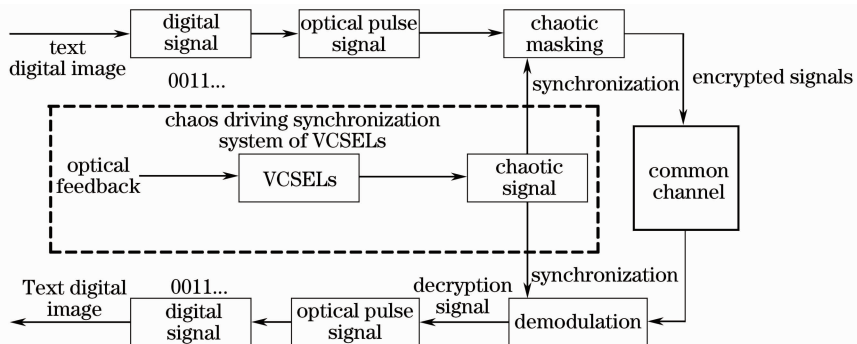 text
digital image
digital
signal
0011...
optical pulse
signal
chaotic
masking
synchronization
encrypted signals
chaos driving synchronization
system of VCSELs
optical
feedback
VCSELs
chaotic
signal
common
channel
synchronization
demodulation
decryption
signal
optical pulse
signal
0011...
digital
signal
Text digital
image